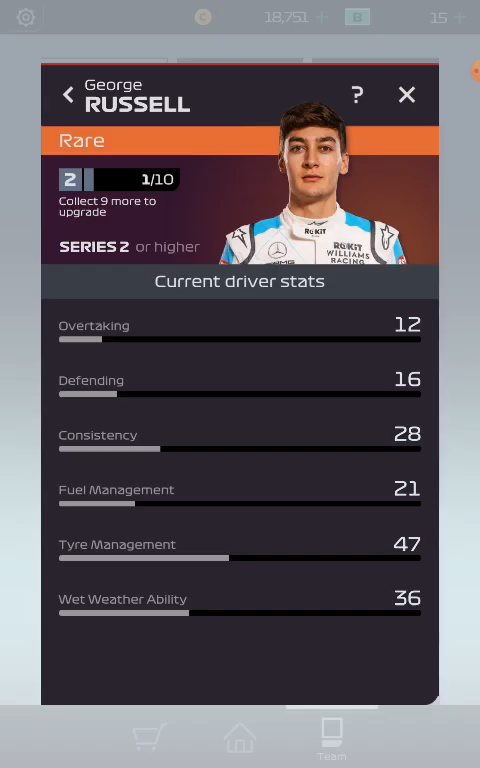 C 18,751 + B 15 +
George
RUSSELL
? ×
Rare
2 1/10
Collect 9 more to
upgrade
SERIES 2 or higher
ROKiT
ROKiT
WILLIAMS
RACING
Current driver stats
Overtaking 12
Defending 16
Consistency 28
Fuel Management 21
Tyre Management 47
Wet Weather Ability 36
Team